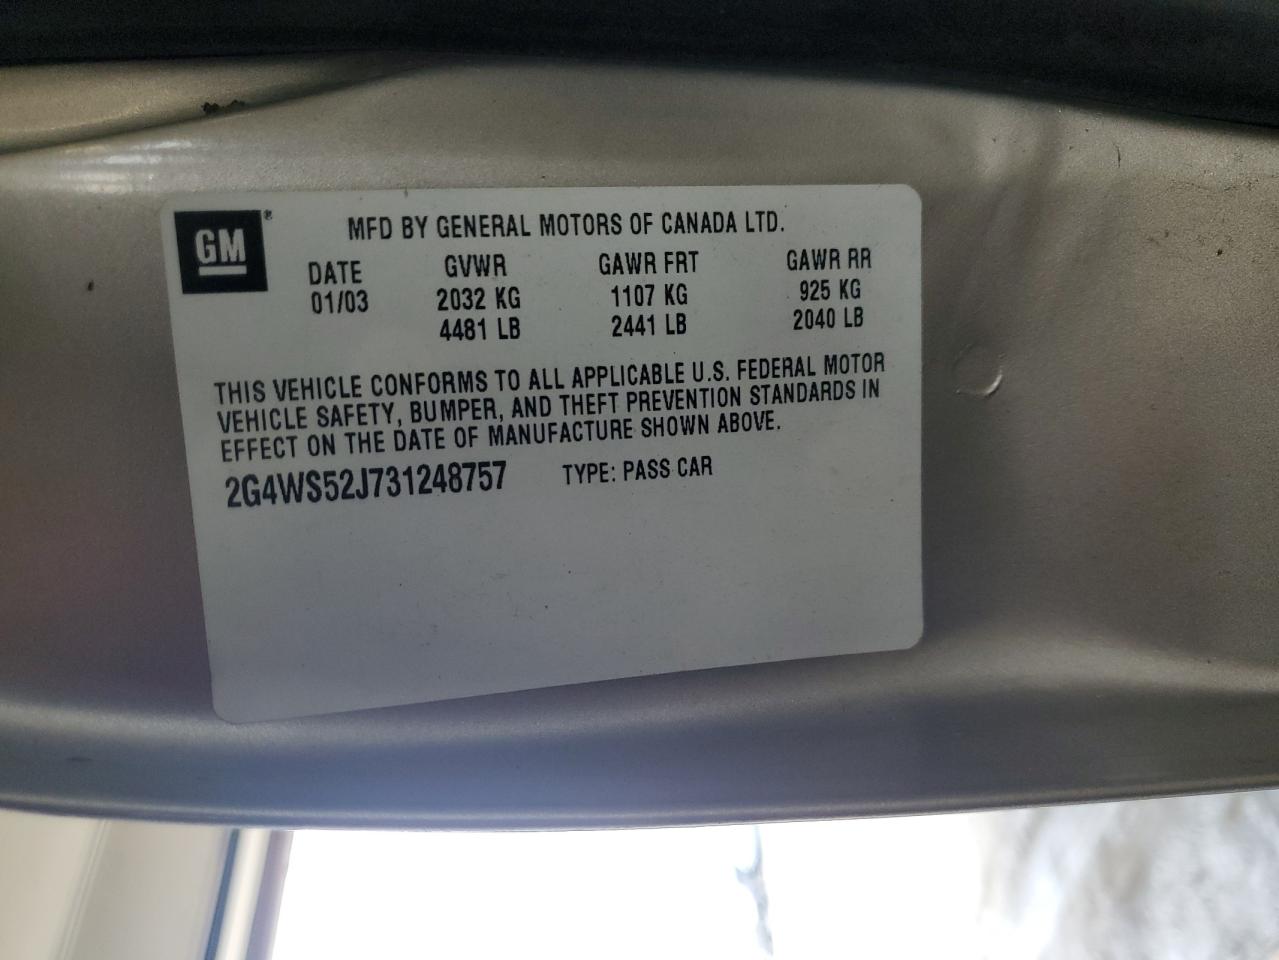 GM®
MFD BY GENERAL MOTORS OF CANADA LTD.
DATE GVWR GAWR FRT GAWR RR
01/03 2032 KG 1107 KG 925 KG
4481 LB 2441 LB 2040 LB
THIS VEHICLE CONFORMS TO ALL APPLICABLE U.S. FEDERAL MOTOR
VEHICLE SAFETY, BUMPER, AND THEFT PREVENTION STANDARDS IN
EFFECT ON THE DATE OF MANUFACTURE SHOWN ABOVE.
2G4WS52J731248757 TYPE: PASS CAR